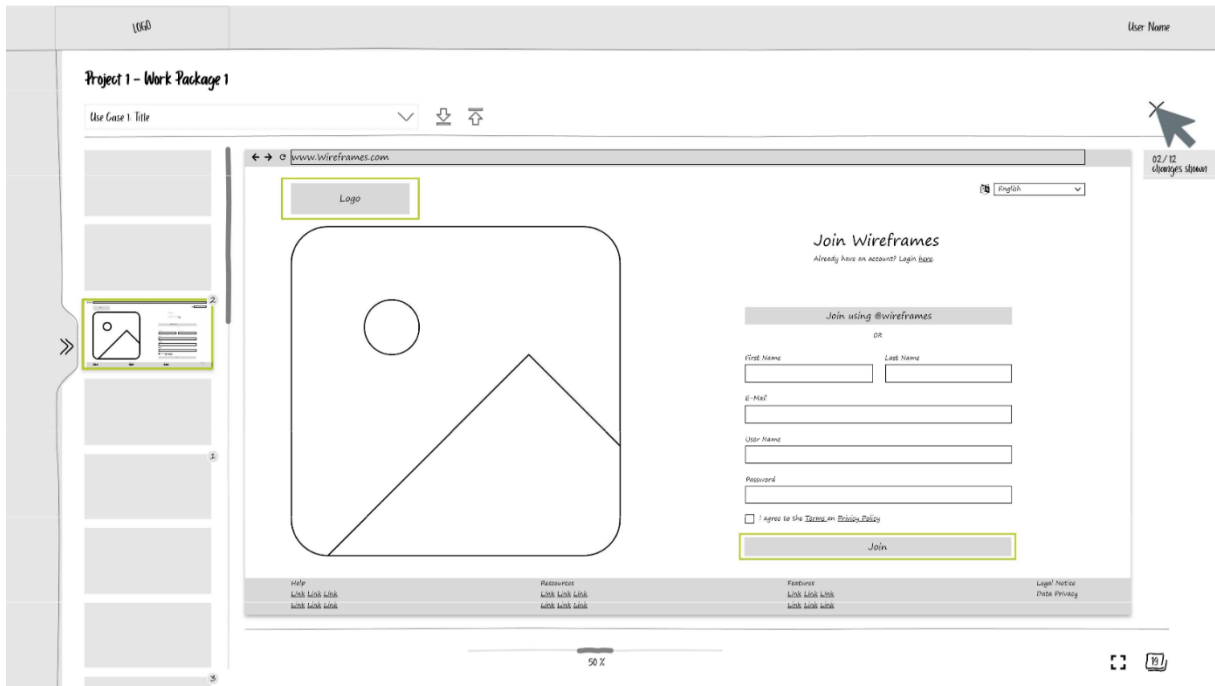 LOGO
User Name
Project 1 - Work Package 1
Use Case 1: Title
02/12
changes shown
www.Wireframes.com
Logo
English
Join Wireframes
Already have an account? Login here
Join using @wireframes
OR
First Name Last Name
E-Mail
User Name
Password
I agree to the Terms an Privicy Policy
Join
Help Ressources Features Legal Notice
Link Link Link Link Link Link Link Link Link Data Privacy
Link Link Link Link Link Link Link Link Link
2
1
3
50 %
19